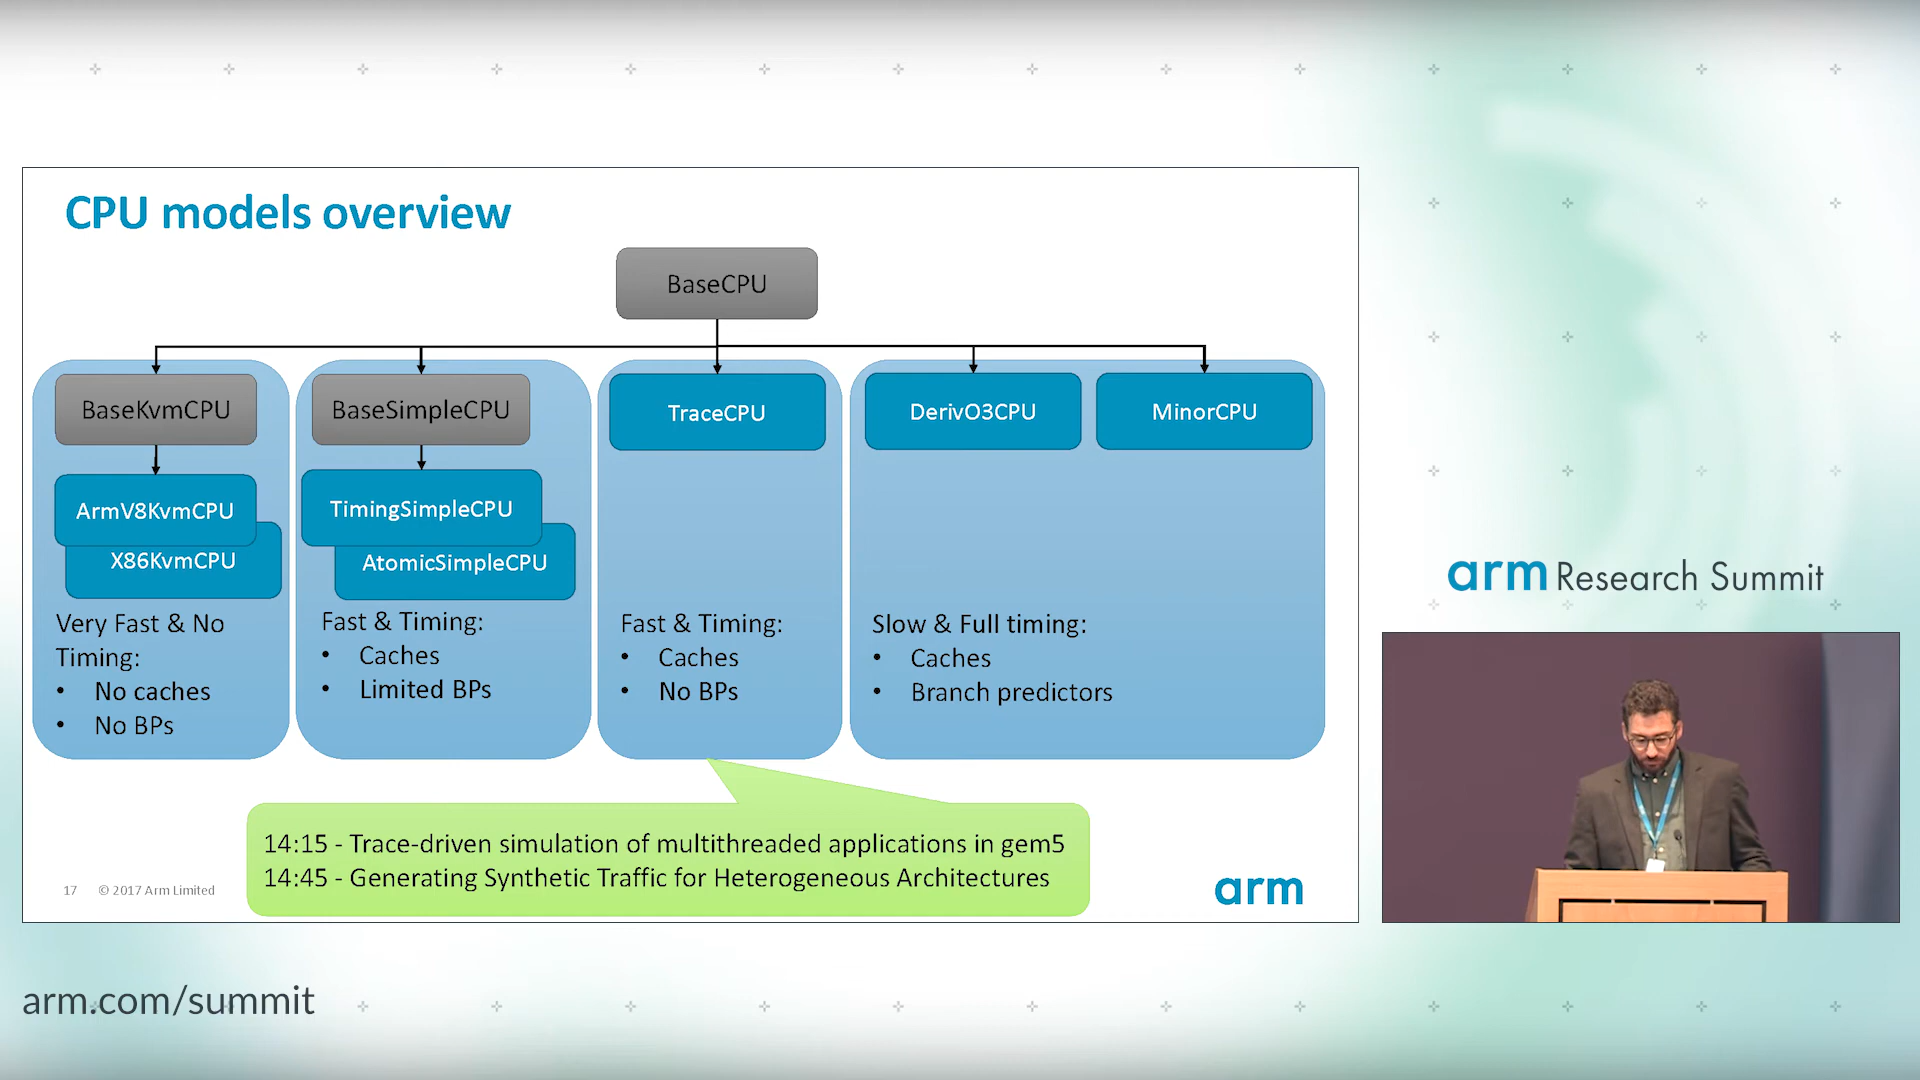 CPU models overview
BaseCPU
BaseKvmCPU
BaseSimpleCPU
TraceCPU
DerivO3CPU
MinorCPU
ArmV8KvmCPU
X86KvmCPU
TimingSimpleCPU
AtomicSimpleCPU
Very Fast & No
Timing:
• No caches
• No BPs
Fast & Timing:
• Caches
• Limited BPs
Fast & Timing:
• Caches
• No BPs
Slow & Full timing:
• Caches
• Branch predictors
14:15 - Trace-driven simulation of multithreaded applications in gem5
14:45 - Generating Synthetic Traffic for Heterogeneous Architectures
17 © 2017 Arm Limited
arm
arm Research Summit
arm.com/summit